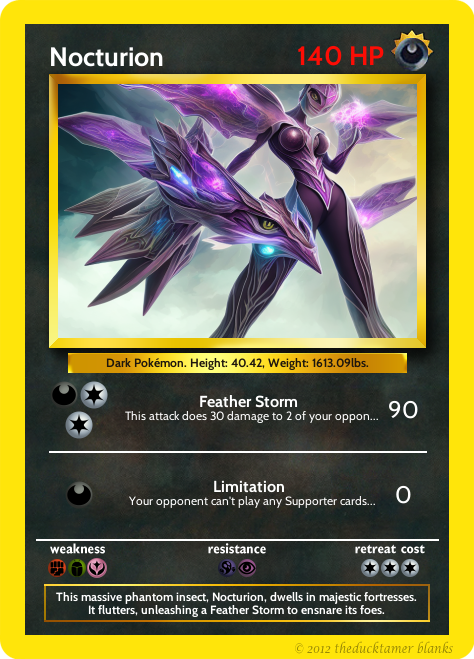 Nocturion 140 HP
Dark Pokémon. Height: 40.42, Weight: 1613.09lbs.
Feather Storm
This attack does 30 damage to 2 of your oppon... 90
Limitation
Your opponent can't play any Supporter cards... 0
weakness resistance retreat cost
This massive phantom insect, Nocturion, dwells in majestic fortresses.
It flutters, unleashing a Feather Storm to ensnare its foes.
© 2012 theducktamer blanks